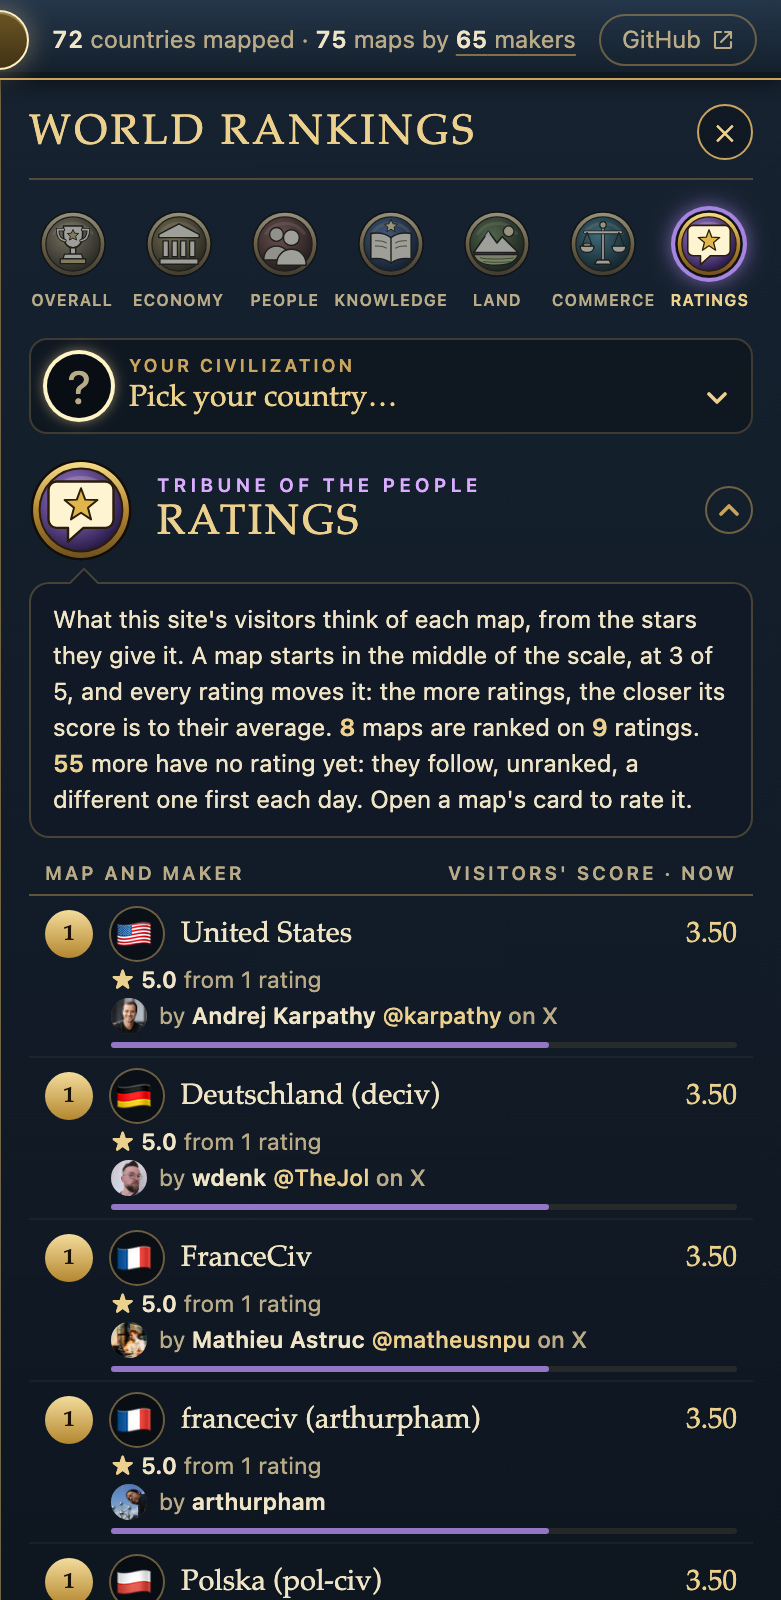 72 countries mapped · 75 maps by 65 makers
GitHub
WORLD RANKINGS
OVERALL
ECONOMY
PEOPLE
KNOWLEDGE
LAND
COMMERCE
RATINGS
?
YOUR CIVILIZATION
Pick your country...
TRIBUNE OF THE PEOPLE
RATINGS
What this site's visitors think of each map, from the stars
they give it. A map starts in the middle of the scale, at 3 of
5, and every rating moves it: the more ratings, the closer its
score is to their average. 8 maps are ranked on 9 ratings.
55 more have no rating yet: they follow, unranked, a
different one first each day. Open a map's card to rate it.
MAP AND MAKER
VISITORS' SCORE · NOW
1 United States 3.50
★ 5.0 from 1 rating
by Andrej Karpathy @karpathy on X
1 Deutschland (deciv) 3.50
★ 5.0 from 1 rating
by wdenk @TheJol on X
1 FranceCiv 3.50
★ 5.0 from 1 rating
by Mathieu Astruc @matheusnpu on X
1 franceciv (arthurpham) 3.50
★ 5.0 from 1 rating
by arthurpham
1 Polska (pol-civ) 3.50